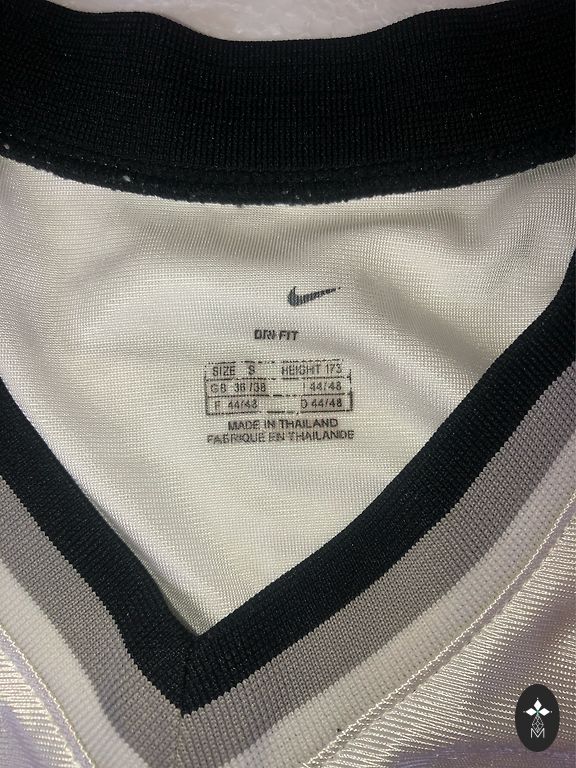 DRI-FIT
SIZE S HEIGHT 173
GB 36/38 I 44/48
F 44/48 D 44/48
MADE IN THAILAND
FABRIQUE EN THAILANDE
M